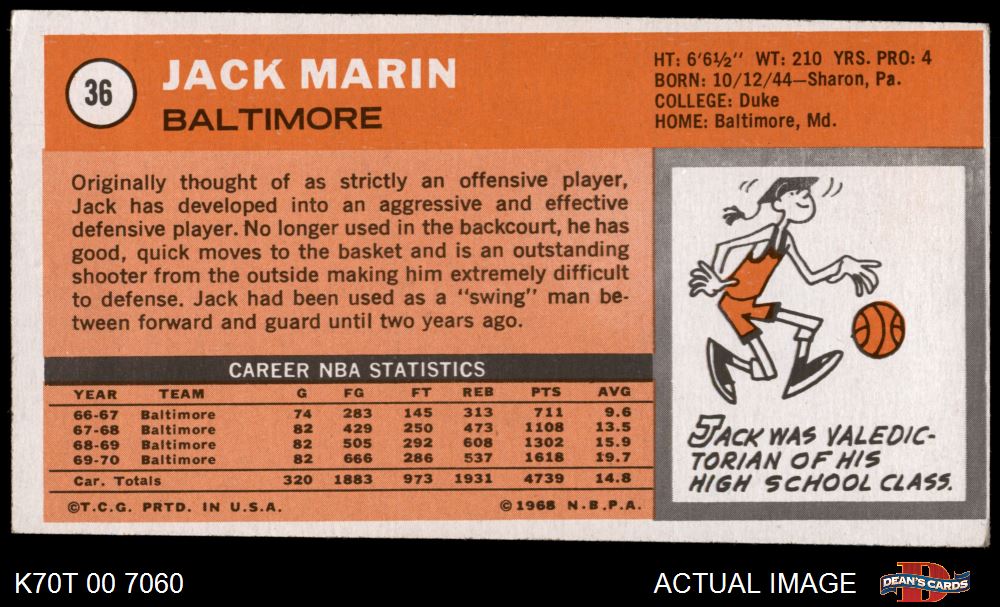 36
JACK MARIN
BALTIMORE
HT: 6'6½" WT: 210 YRS. PRO: 4
BORN: 10/12/44—Sharon, Pa.
COLLEGE: Duke
HOME: Baltimore, Md.
Originally thought of as strictly an offensive player,
Jack has developed into an aggressive and effective
defensive player. No longer used in the backcourt, he has
good, quick moves to the basket and is an outstanding
shooter from the outside making him extremely difficult
to defense. Jack had been used as a "swing" man be-
tween forward and guard until two years ago.
CAREER NBA STATISTICS
YEAR TEAM G FG FT REB PTS AVG
66-67 Baltimore 74 283 145 313 711 9.6
67-68 Baltimore 82 429 250 473 1108 13.5
68-69 Baltimore 82 505 292 608 1302 15.9
69-70 Baltimore 82 666 286 537 1618 19.7
Car. Totals 320 1883 973 1931 4739 14.8
©T.C.G. PRTD. IN U.S.A. ©1968 N.B.P.A.
JACK WAS VALEDIC-
TORIAN OF HIS
HIGH SCHOOL CLASS.
K70T 00 7060
ACTUAL IMAGE
D
DEAN'S CARDS